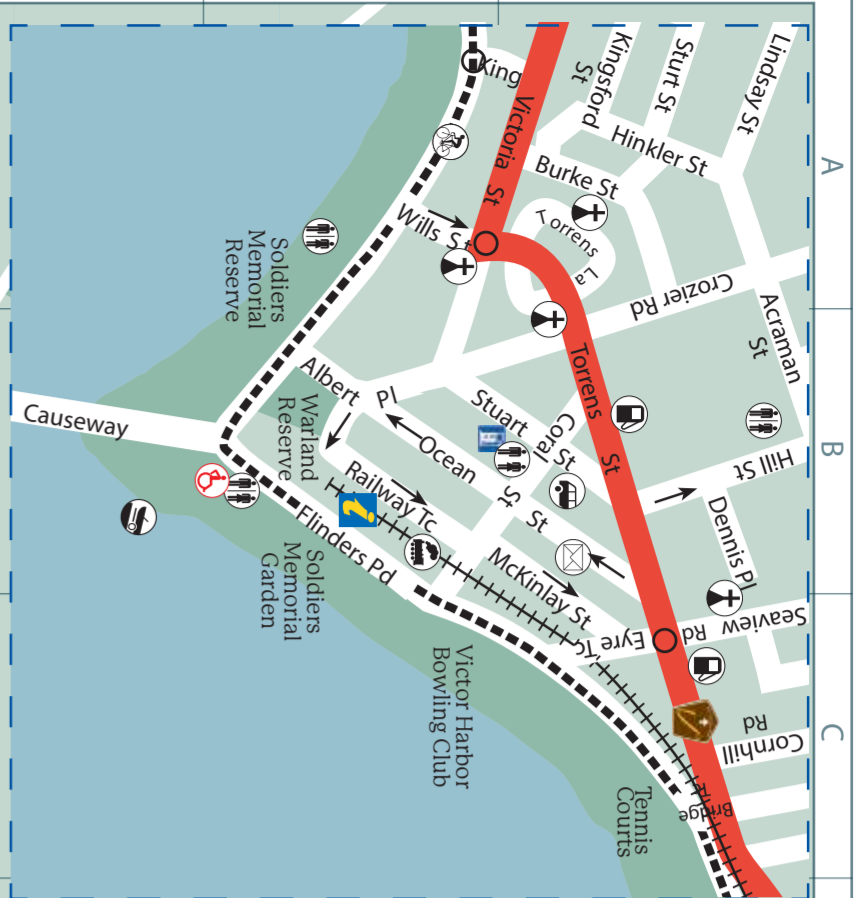 King
Victoria St
Kingsford
St
Sturt St
Lindsay St
Hinkler St
Burke St
A
Wills St
Torrens
La
Soldiers
Memorial
Reserve
Crozier Rd
Acraman
St
Albert
Pl
Torrens St
Stuart
St
Coral St
Causeway
Warland
Reserve
Ocean
St
B
Hill St
Railway Tc
i
Flinders Pd
Soldiers
Memorial
Garden
McKinlay St
Dennis Pl
Seaview
Rd
Eyre Tc
Victor Harbor
Bowling Club
C
Cornhill
Rd
Bridge
Tennis
Courts